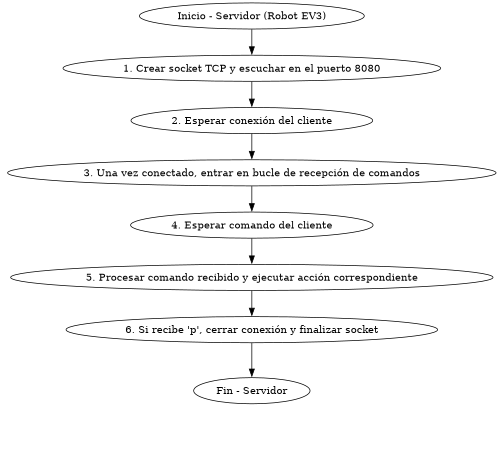 Inicio - Servidor (Robot EV3)
1. Crear socket TCP y escuchar en el puerto 8080
2. Esperar conexión del cliente
3. Una vez conectado, entrar en bucle de recepción de comandos
4. Esperar comando del cliente
5. Procesar comando recibido y ejecutar acción correspondiente
6. Si recibe 'p', cerrar conexión y finalizar socket
Fin - Servidor